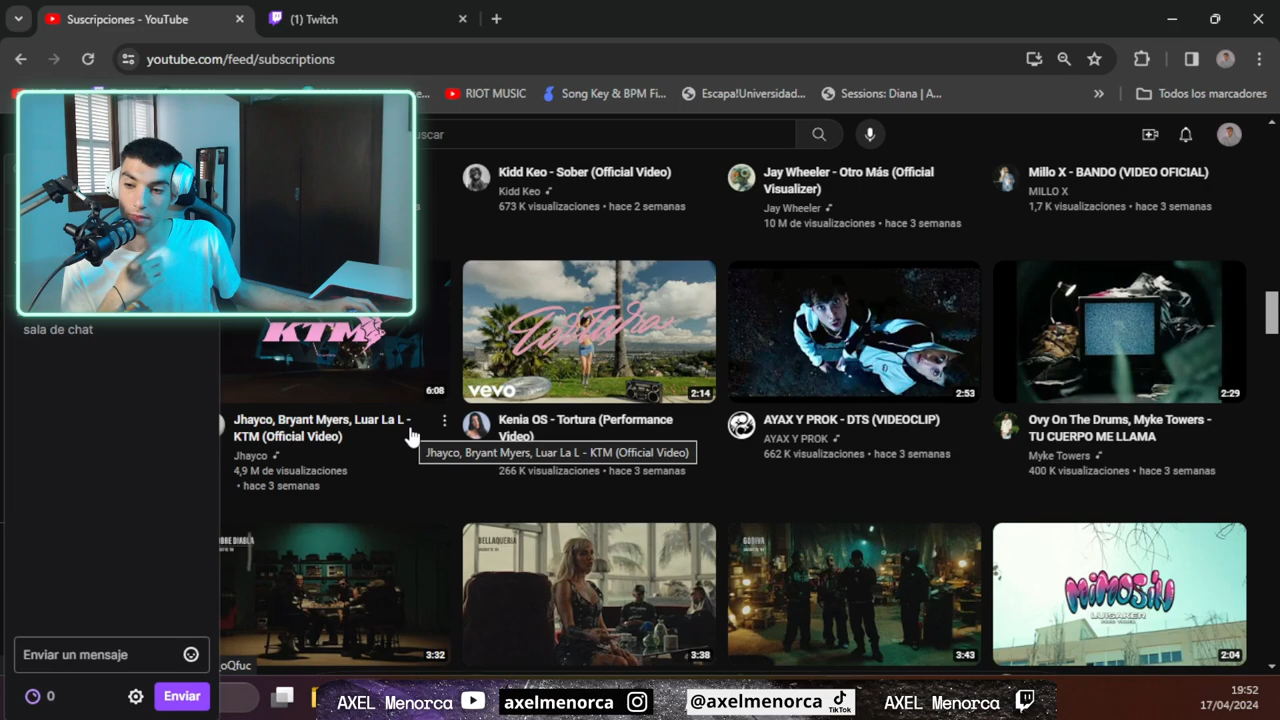 Suscripciones - YouTube
(1) Twitch
youtube.com/feed/subscriptions
RIOT MUSIC
Song Key & BPM Fi...
Escapa!Universidad...
Sessions: Diana | A...
Todos los marcadores
uscar
Kidd Keo - Sober (Official Video)
Kidd Keo
673 K visualizaciones • hace 2 semanas
Jay Wheeler - Otro Más (Official
Visualizer)
Jay Wheeler
10 M de visualizaciones • hace 3 semanas
Millo X - BANDO (VIDEO OFICIAL)
MILLO X
1,7 K visualizaciones • hace 3 semanas
sala de chat
KTM
6:08
Tortura
vevo
2:14
2:53
2:29
Jhayco, Bryant Myers, Luar La L -
KTM (Official Video)
Jhayco
4,9 M de visualizaciones
• hace 3 semanas
Kenia OS - Tortura (Performance
Video)
Jhayco, Bryant Myers, Luar La L - KTM (Official Video)
266 K visualizaciones • hace 3 semanas
AYAX Y PROK - DTS (VIDEOCLIP)
AYAX Y PROK
662 K visualizaciones • hace 3 semanas
Ovy On The Drums, Myke Towers -
TU CUERPO ME LLAMA
Myke Towers
400 K visualizaciones • hace 3 semanas
OBRE DIABLA
3:32
BELLAQUERIA
3:38
GODIVA
3:43
MIMOSIN
LUISAKER
2:04
oQfuc
Enviar un mensaje
0
Enviar
AXEL Menorca
axelmenorca
@axelmenorca
TikTok
AXEL Menorca
19:52
17/04/2024